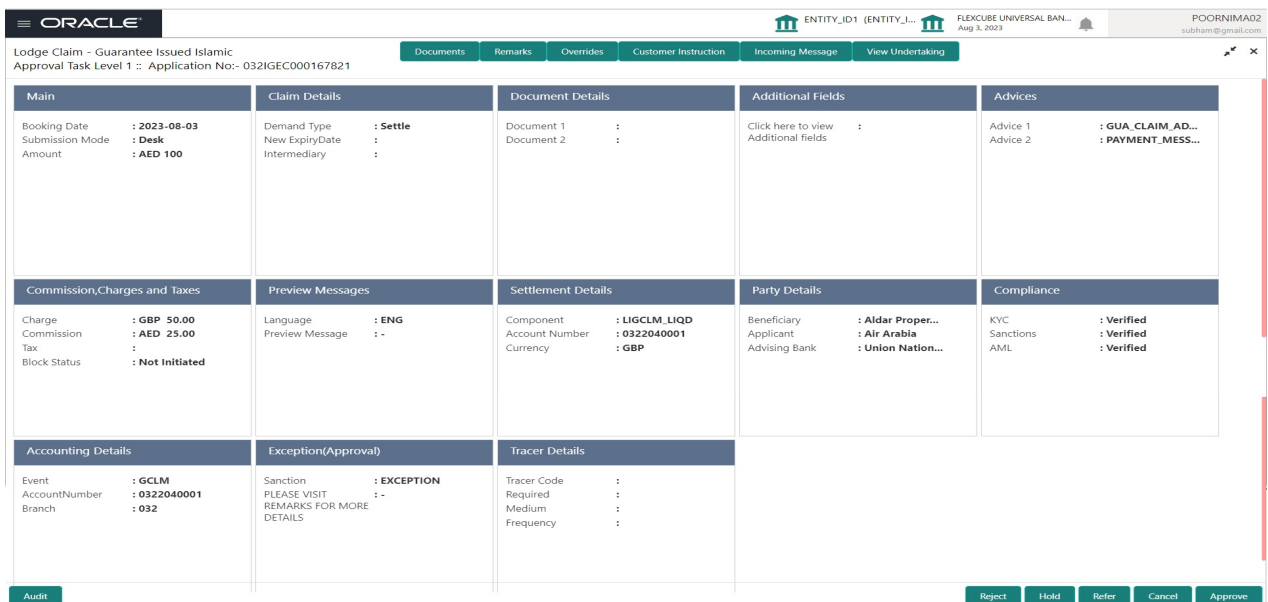 ORACLE
ENTITY_ID1 (ENTITY_I...
FLEXCUBE UNIVERSAL BAN...
Aug 3, 2023
POORNIMA02
subham@gmail.com
Lodge Claim - Guarantee Issued Islamic
Approval Task Level 1 :: Application No:- 032IGEC000167821
Documents
Remarks
Overrides
Customer Instruction
Incoming Message
View Undertaking
Main
Booking Date : 2023-08-03
Submission Mode : Desk
Amount : AED 100
Claim Details
Demand Type : Settle
New ExpiryDate :
Intermediary :
Document Details
Document 1 :
Document 2 :
Additional Fields
Click here to view :
Additional fields
Advices
Advice 1 : GUA_CLAIM_AD...
Advice 2 : PAYMENT_MESS...
Commission,Charges and Taxes
Charge : GBP 50.00
Commission : AED 25.00
Tax :
Block Status : Not Initiated
Preview Messages
Language : ENG
Preview Message : -
Settlement Details
Component : LIGCLM_LIQD
Account Number : 0322040001
Currency : GBP
Party Details
Beneficiary : Aldar Proper...
Applicant : Air Arabia
Advising Bank : Union Nation...
Compliance
KYC : Verified
Sanctions : Verified
AML : Verified
Accounting Details
Event : GCLM
AccountNumber : 0322040001
Branch : 032
Exception(Approval)
Sanction : EXCEPTION
PLEASE VISIT : -
REMARKS FOR MORE
DETAILS
Tracer Details
Tracer Code :
Required :
Medium :
Frequency :
Audit
Reject
Hold
Refer
Cancel
Approve